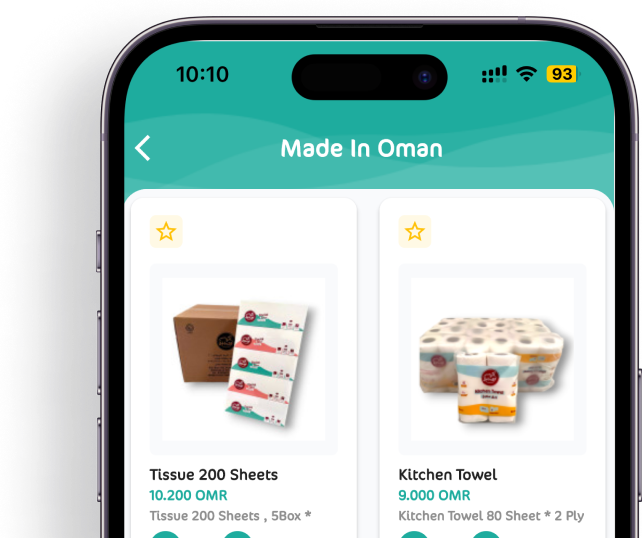 10:10
93
Made In Oman
Tissue 200 Sheets
10.200 OMR
Tissue 200 Sheets , 5Box *
Kitchen Towel
9.000 OMR
Kitchen Towel 80 Sheet * 2 Ply